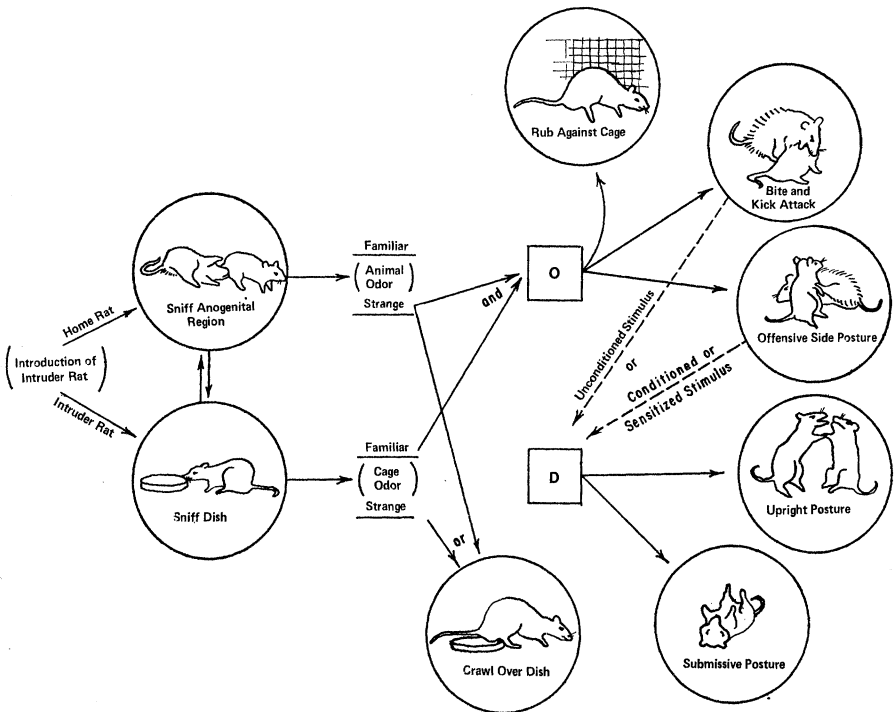 Rub Against Cage
Bite and
Kick Attack
Familiar
( Animal
Odor )
Strange
and
O
Sniff Anogenital
Region
Home Rat
(Introduction of
Intruder Rat)
Intruder Rat
Offensive Side Posture
Unconditioned Stimulus
or
Conditioned or
Sensitized Stimulus
Familiar
( Cage
Odor )
Strange
or
D
Sniff Dish
Upright Posture
Crawl Over Dish
Submissive Posture